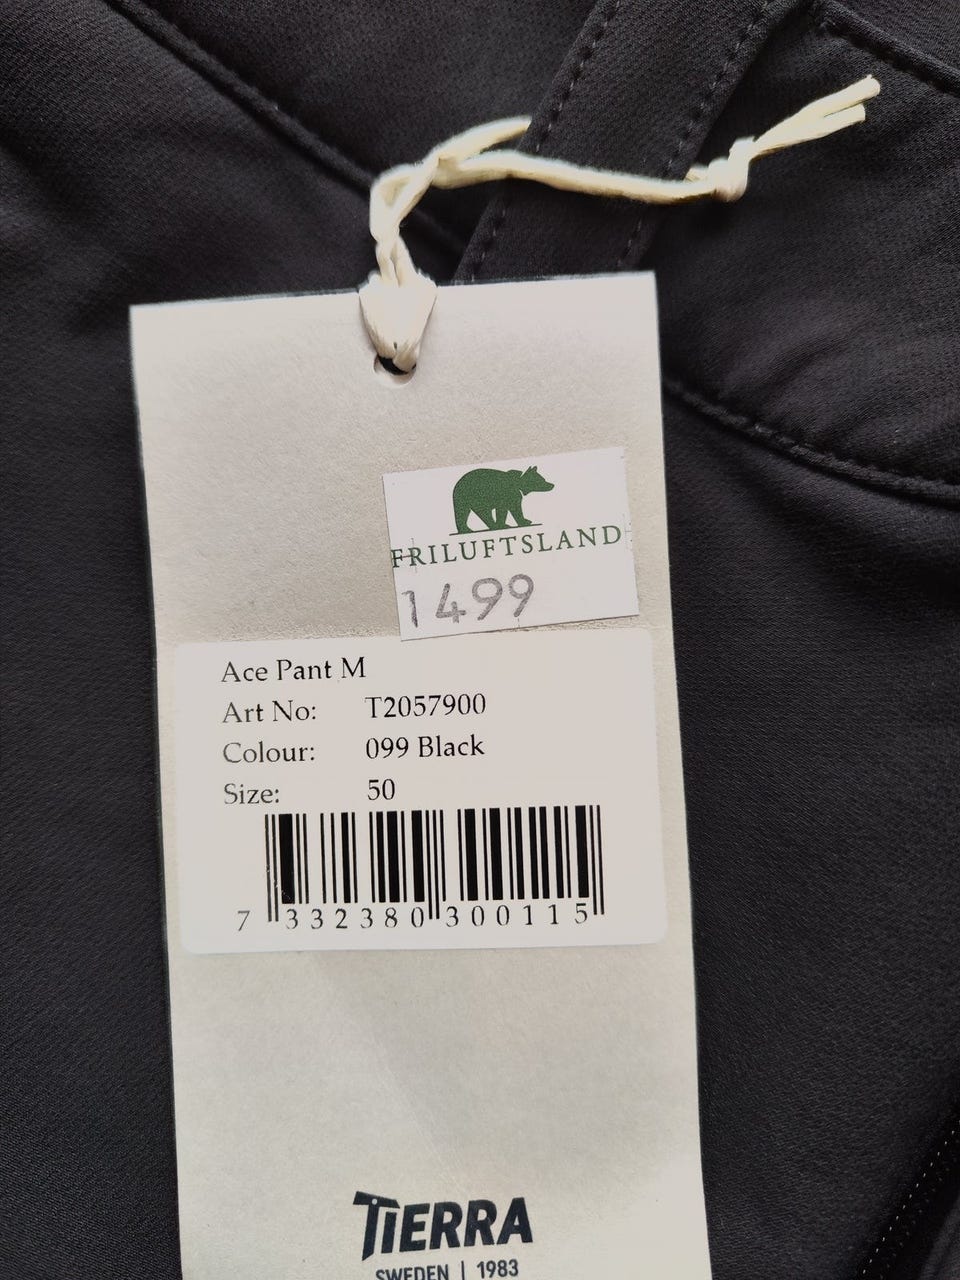 FRILUFTSLAND
1499
Ace Pant M
Art No: T2057900
Colour: 099 Black
Size: 50
7 332380 300115
TIERRA
SWEDEN | 1983